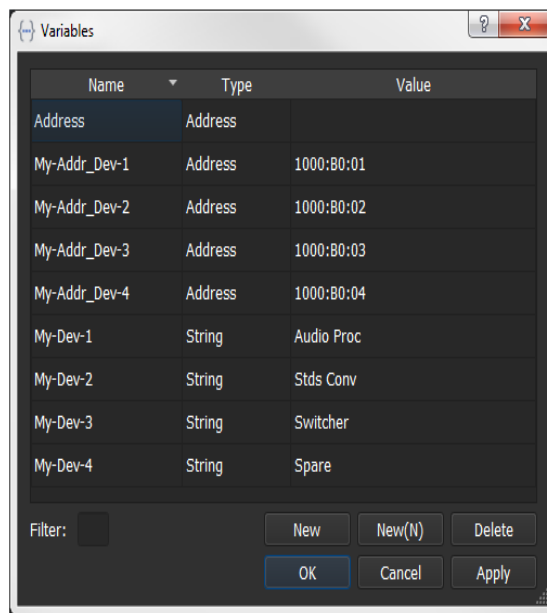 Variables
Name Type Value
Address Address
My-Addr_Dev-1 Address 1000:B0:01
My-Addr_Dev-2 Address 1000:B0:02
My-Addr_Dev-3 Address 1000:B0:03
My-Addr_Dev-4 Address 1000:B0:04
My-Dev-1 String Audio Proc
My-Dev-2 String Stds Conv
My-Dev-3 String Switcher
My-Dev-4 String Spare
Filter: New New(N) Delete
OK Cancel Apply